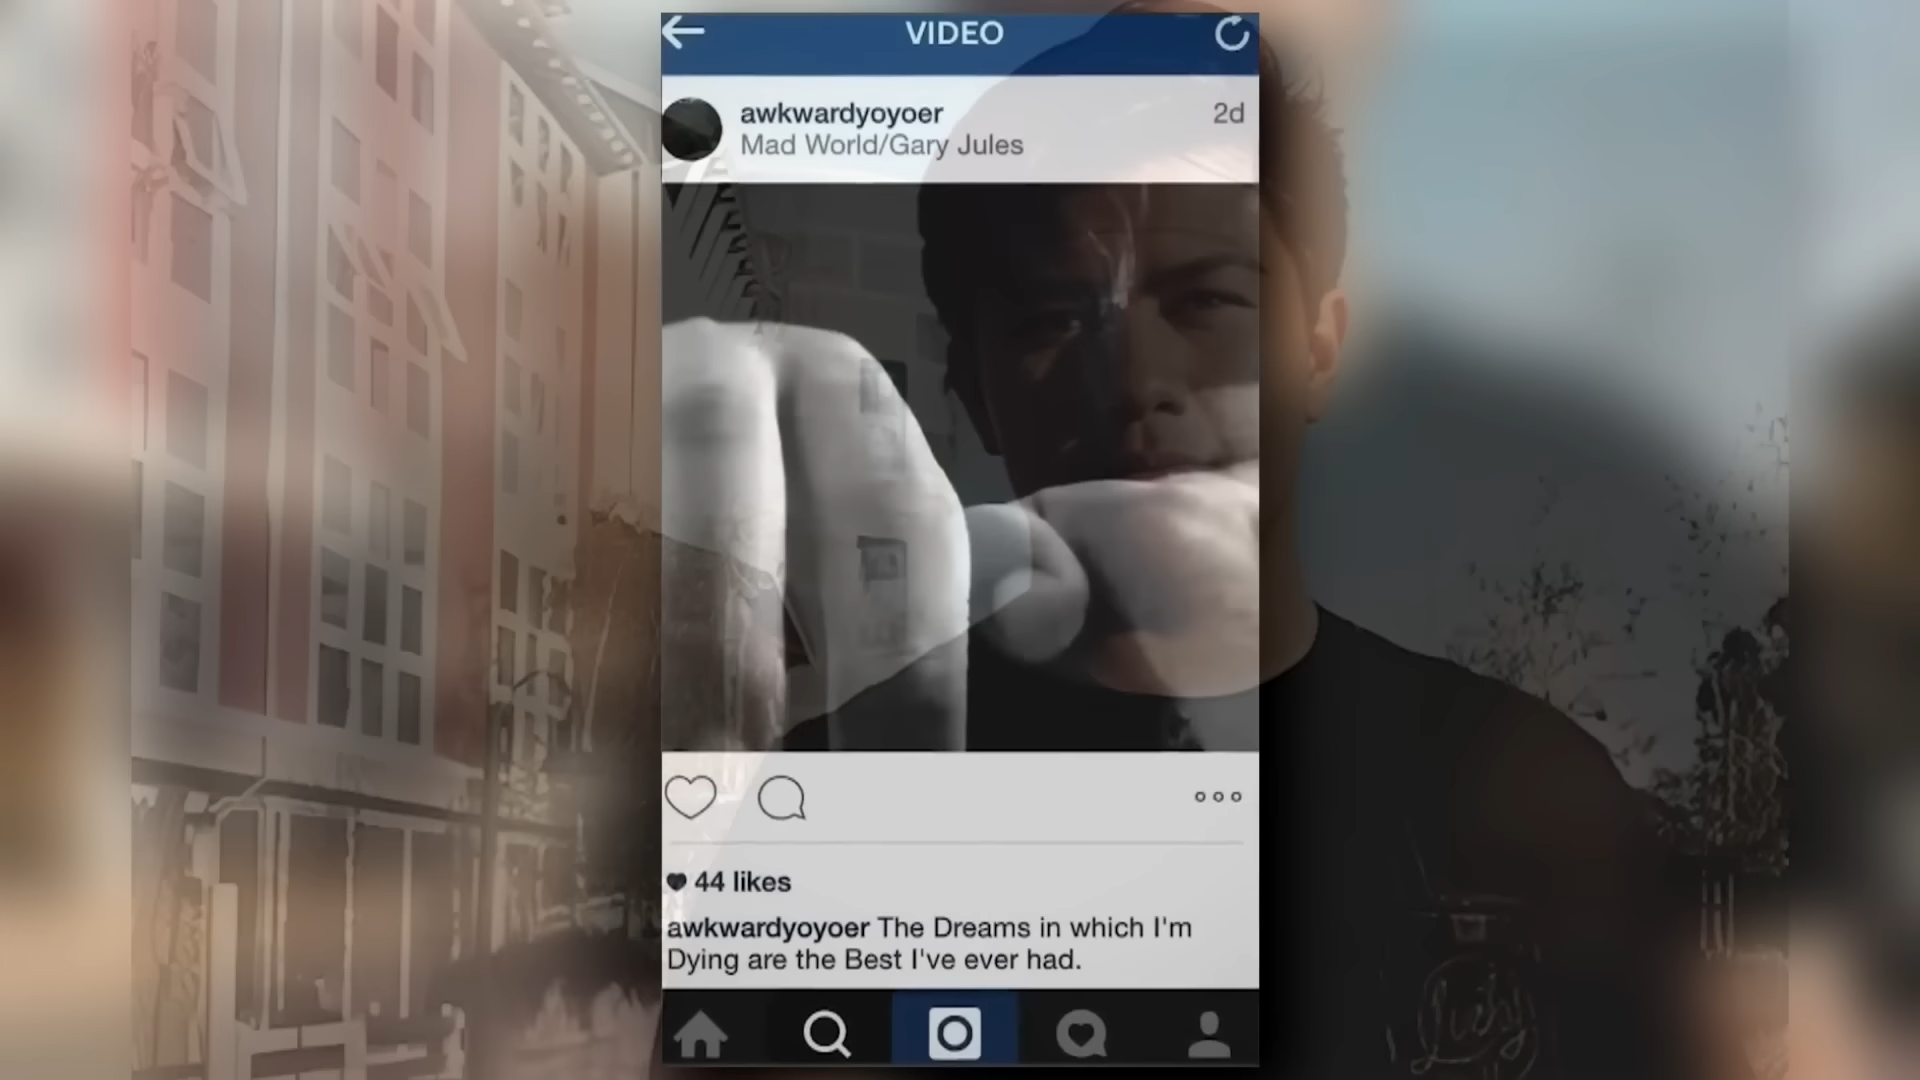 VIDEO
awkwardyoyoer
2d
Mad World/Gary Jules
44 likes
awkwardyoyoer The Dreams in which I'm
Dying are the Best I've ever had.